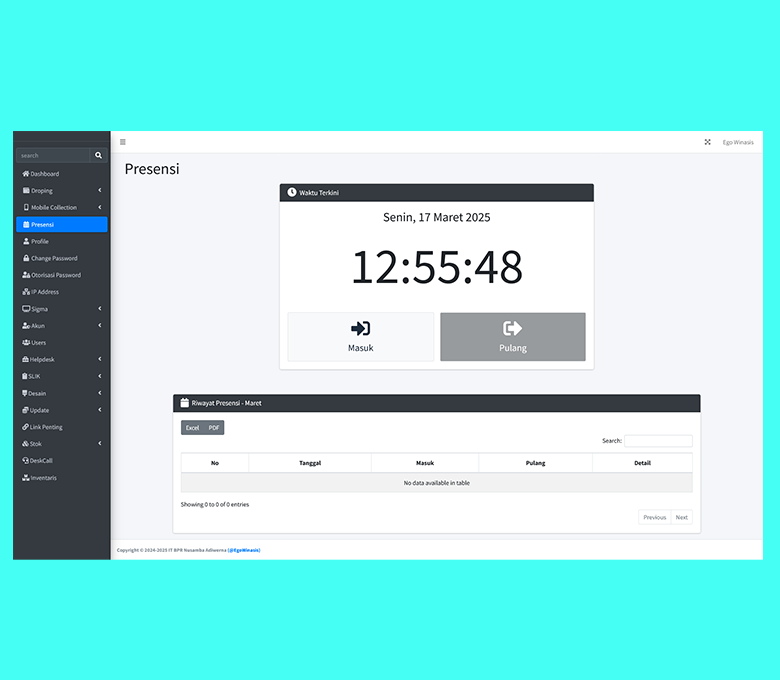 search
Dashboard
Droping
Mobile Collection
Presensi
Profile
Change Password
Otorisasi Password
IP Address
Sigma
Akun
Users
Helpdesk
SLIK
Desain
Update
Link Penting
Stok
DeskCall
Inventaris
Ego Winasis
Presensi
Waktu Terkini
Senin, 17 Maret 2025
12:55:48
Masuk
Pulang
Riwayat Presensi - Maret
Excel PDF
Search:
No Tanggal Masuk Pulang Detail
No data available in table
Showing 0 to 0 of 0 entries
Previous Next
Copyright © 2024-2025 IT BPR Nusamba Adiwerna (@EgoWinasis)